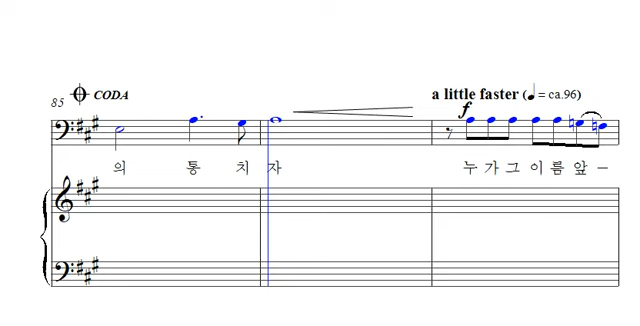 85 CODA
a little faster (♩ = ca.96)
f
의 통 치 자 누 가 그 이 름 앞 -